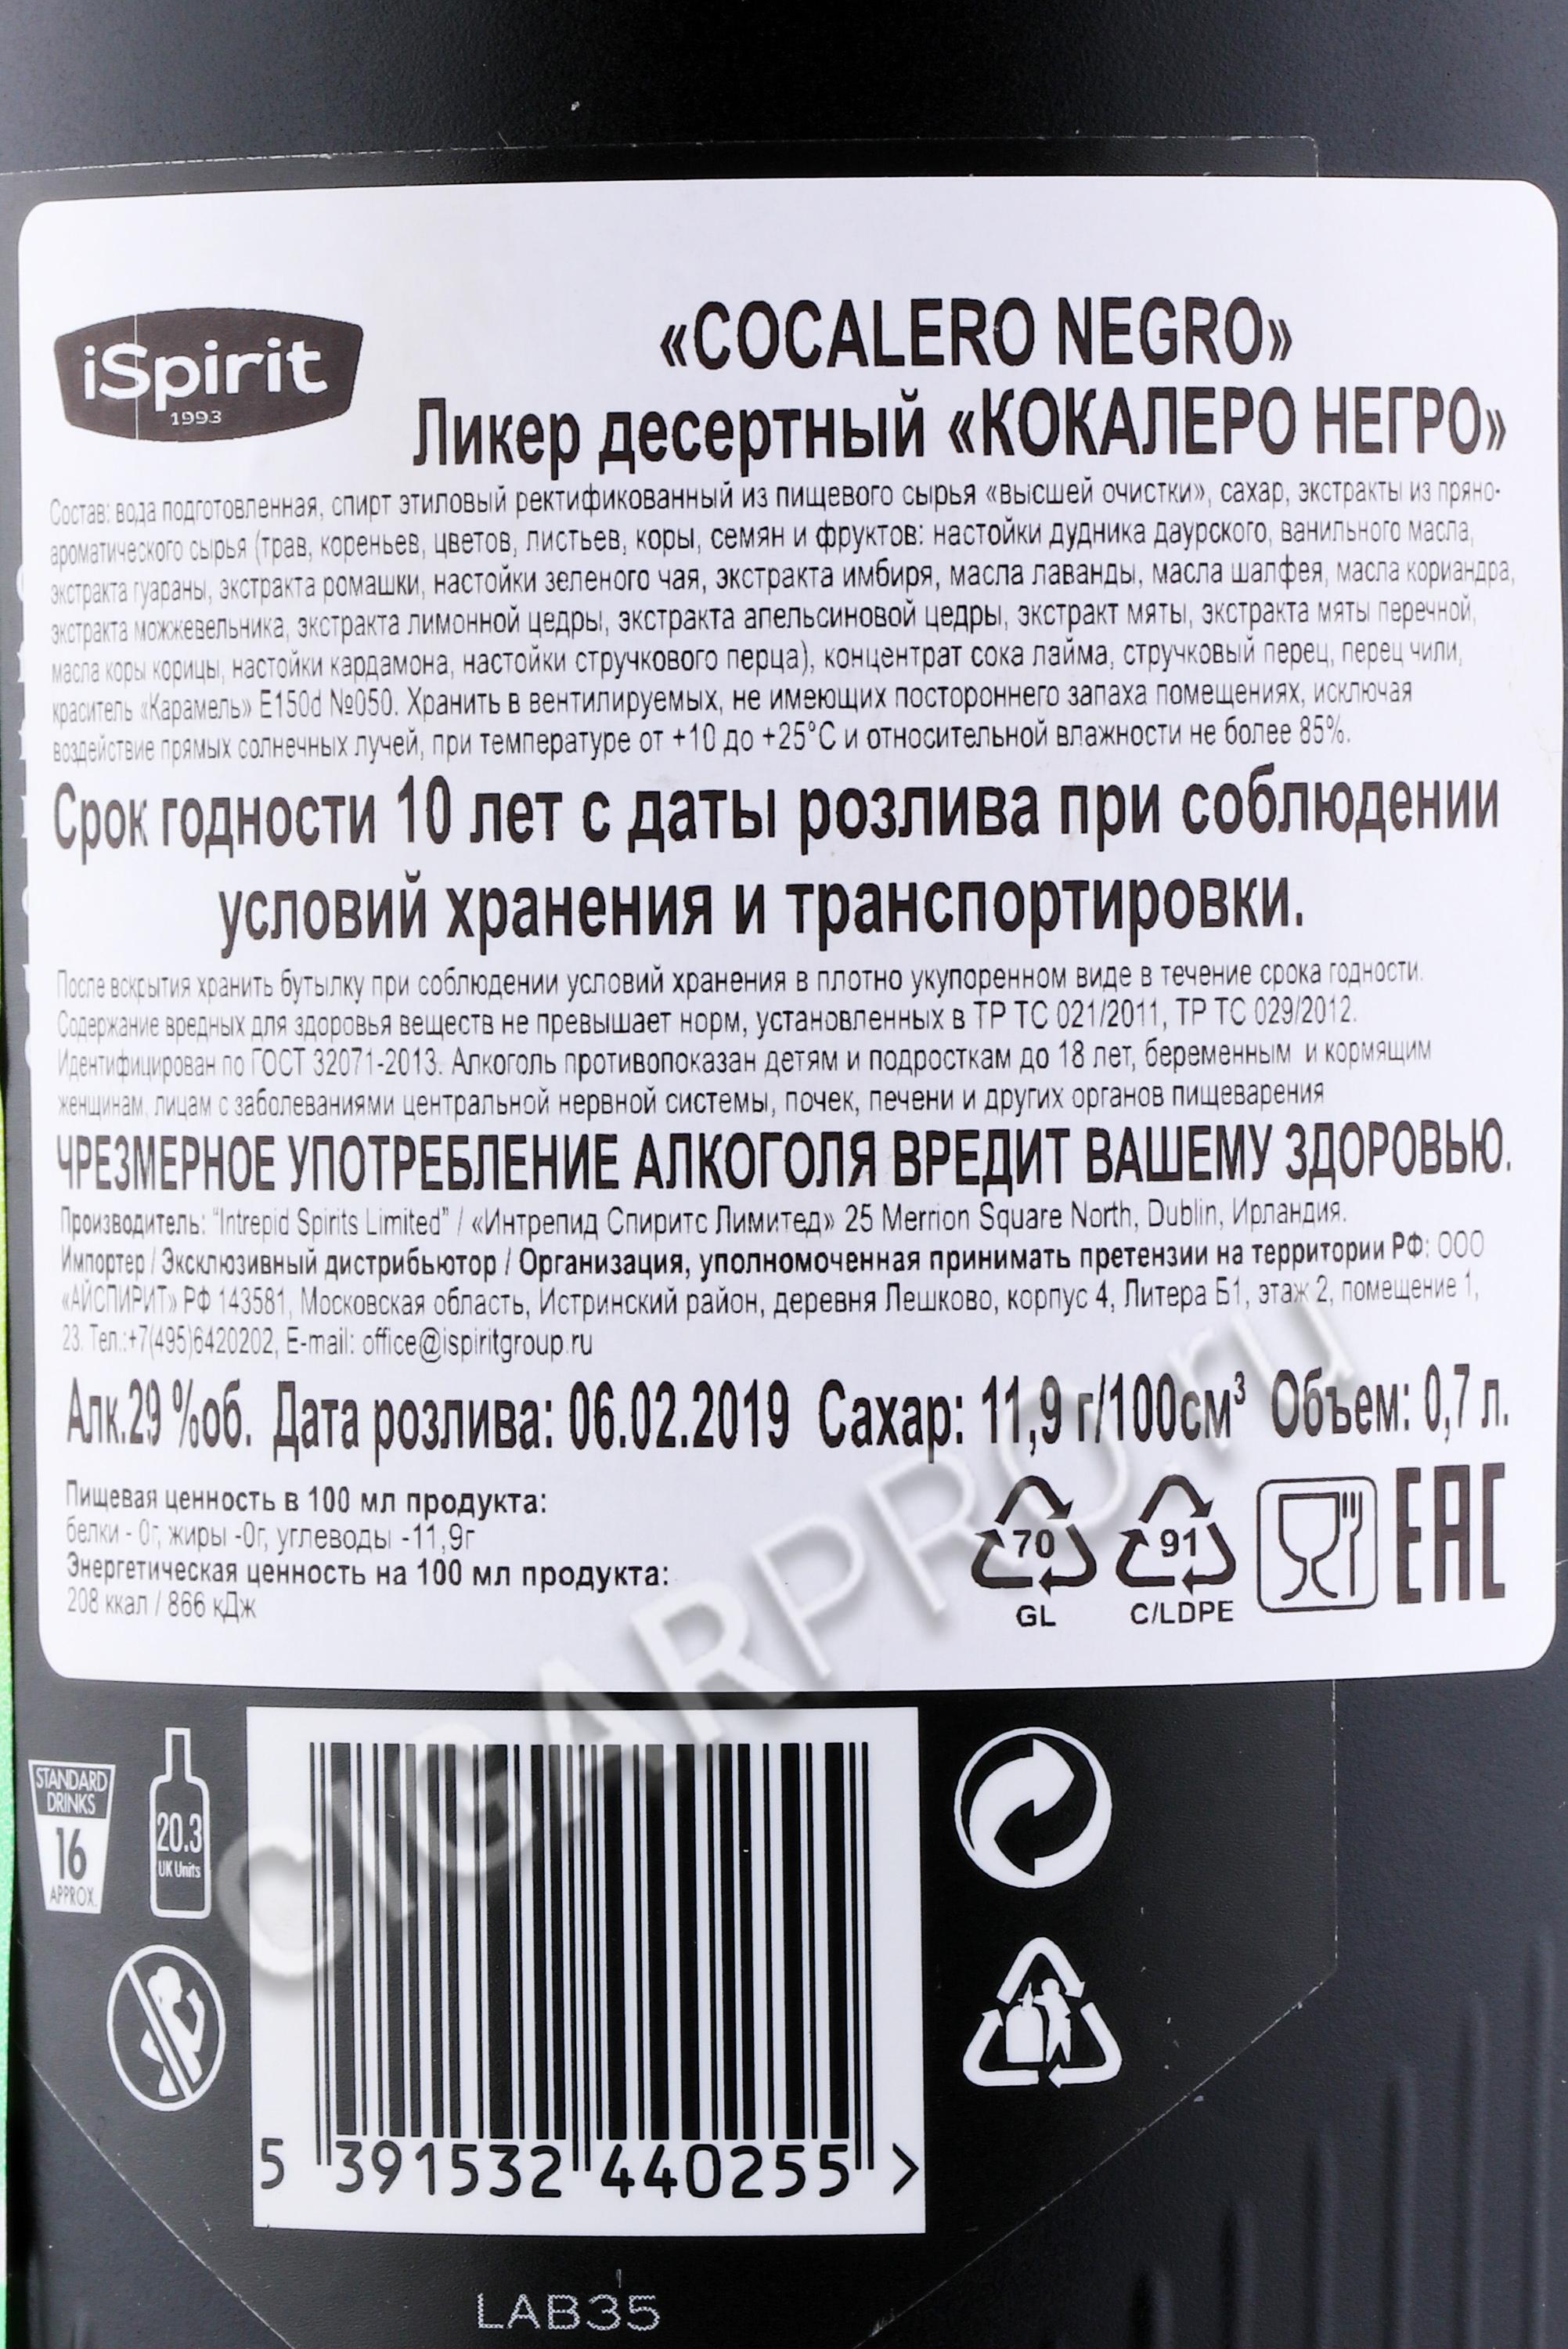 iSpirit
1993
«COCALERO NEGRO»
Ликер десертный «КОКАЛЕРО НЕГРО»
Состав: вода подготовленная, спирт этиловый ректификованный из пищевого сырья «высшей очистки», сахар, экстракты из пряно-
ароматического сырья (трав, кореньев, цветов, листьев, коры, семян и фруктов: настойки дудника даурского, ванильного масла,
экстракта гуараны, экстракта ромашки, настойки зеленого чая, экстракта имбиря, масла лаванды, масла шалфея, масла кориандра,
экстракта можжевельника, экстракта лимонной цедры, экстракта апельсиновой цедры, экстракт мяты, экстракта мяты перечной,
масла коры корицы, настойки кардамона, настойки стручкового перца), концентрат сока лайма, стручковый перец, перец чили,
краситель «Карамель» Е150d №050. Хранить в вентилируемых, не имеющих постороннего запаха помещениях, исключая
воздействие прямых солнечных лучей, при температуре от +10 до +25°С и относительной влажности не более 85%.
Срок годности 10 лет с даты розлива при соблюдении
условий хранения и транспортировки.
После вскрытия хранить бутылку при соблюдении условий хранения в плотно укупоренном виде в течение срока годности.
Содержание вредных для здоровья веществ не превышает норм, установленных в ТР ТС 021/2011, ТР ТС 029/2012.
Идентифицирован по ГОСТ 32071-2013. Алкоголь противопоказан детям и подросткам до 18 лет, беременным и кормящим
женщинам, лицам с заболеваниями центральной нервной системы, почек, печени и других органов пищеварения
ЧРЕЗМЕРНОЕ УПОТРЕБЛЕНИЕ АЛКОГОЛЯ ВРЕДИТ ВАШЕМУ ЗДОРОВЬЮ.
Производитель: "Intrepid Spirits Limited" / «Интрепид Спиритс Лимитед» 25 Merrion Square North, Dublin, Ирландия.
Импортер / Эксклюзивный дистрибьютор / Организация, уполномоченная принимать претензии на территории РФ: ООО
«АЙСПИРИТ» РФ 143581, Московская область, Истринский район, деревня Лешково, корпус 4, Литера Б1, этаж 2, помещение 1,
23. Тел.:+7(495)6420202, E-mail: office@ispiritgroup.ru
Алк.29 %об. Дата розлива: 06.02.2019 Сахар: 11,9 г/100см³ Объем: 0,7 л.
Пищевая ценность в 100 мл продукта:
белки - 0г, жиры -0г, углеводы -11,9г
Энергетическая ценность на 100 мл продукта:
208 ккал / 866 кДж
70
GL
91
C/LDPE
EAC
CIGARPRO.ru
STANDARD
DRINKS
16
APPROX.
20.3
UK Units
5 391532 440255 >
LAB35